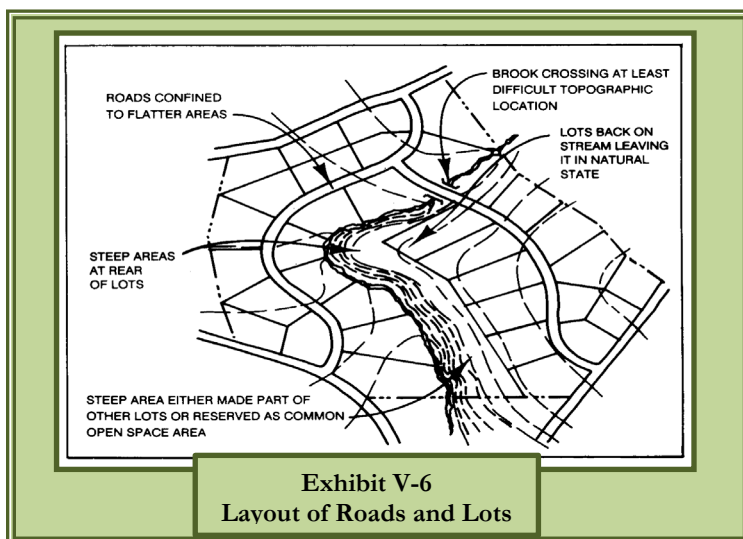 ROADS CONFINED
TO FLATTER AREAS
BROOK CROSSING AT LEAST
DIFFICULT TOPOGRAPHIC
LOCATION
LOTS BACK ON
STREAM LEAVING
IT IN NATURAL
STATE
STEEP AREAS
AT REAR
OF LOTS
STEEP AREA EITHER MADE PART OF
OTHER LOTS OR RESERVED AS COMMON
OPEN SPACE AREA
Exhibit V-6
Layout of Roads and Lots